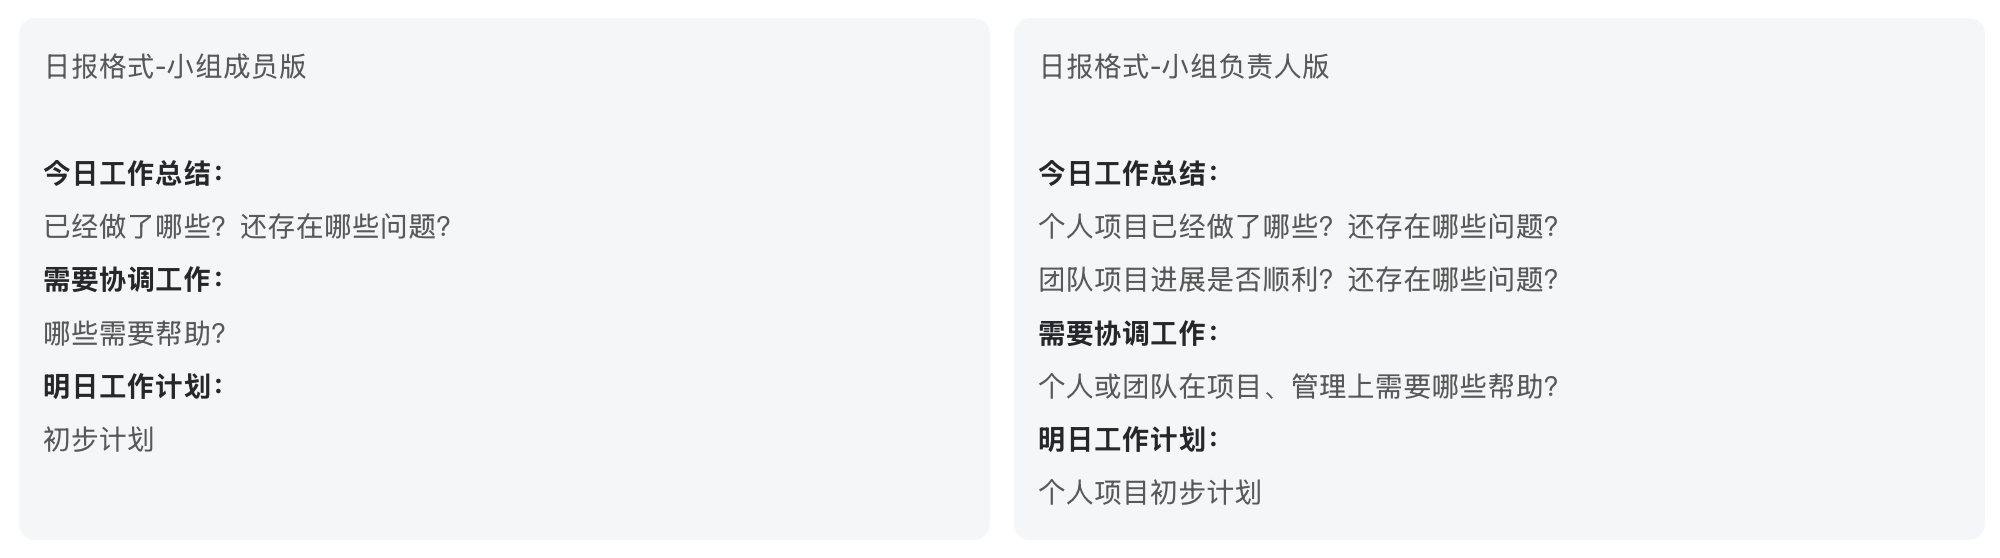 日报格式-小组成员版
今日工作总结：
已经做了哪些？还存在哪些问题？
需要协调工作：
哪些需要帮助？
明日工作计划：
初步计划
日报格式-小组负责人版
今日工作总结：
个人项目已经做了哪些？还存在哪些问题？
团队项目进展是否顺利？还存在哪些问题？
需要协调工作：
个人或团队在项目、管理上需要哪些帮助？
明日工作计划：
个人项目初步计划